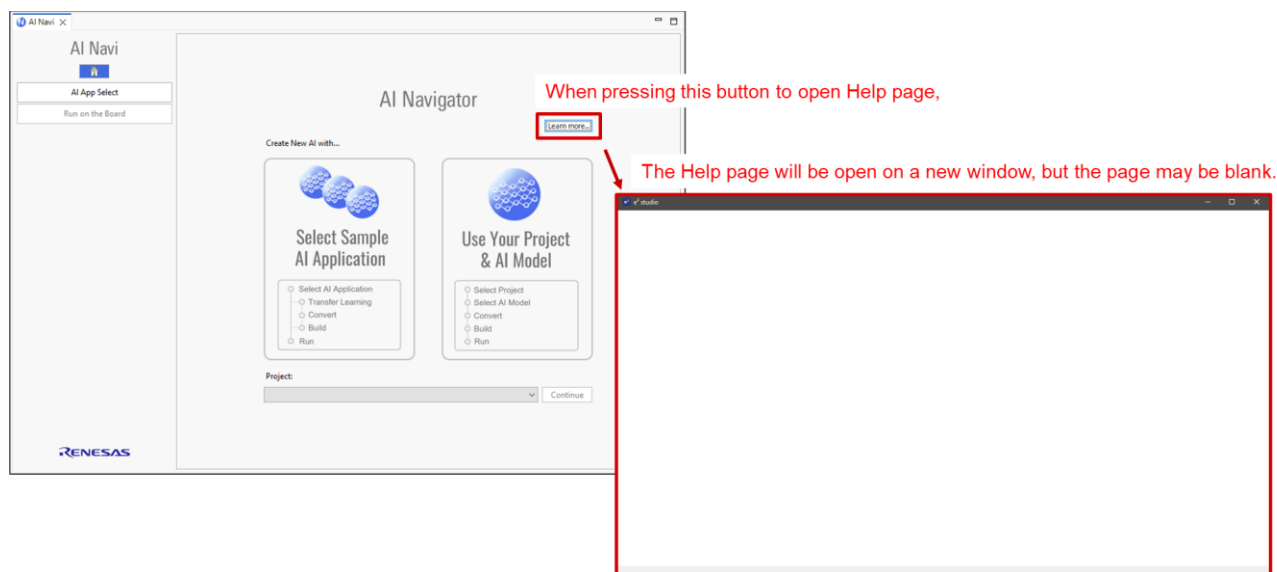 AI Navi
AI Navi
AI App Select
Run on the Board
AI Navigator
When pressing this button to open Help page,
Learn more...
Create New AI with...
The Help page will be open on a new window, but the page may be blank.
e² e² studio
Select Sample
AI Application
Select AI Application
Transfer Learning
Convert
Build
Run
Use Your Project
& AI Model
Select Project
Select AI Model
Convert
Build
Run
Project:
Continue
RENESAS